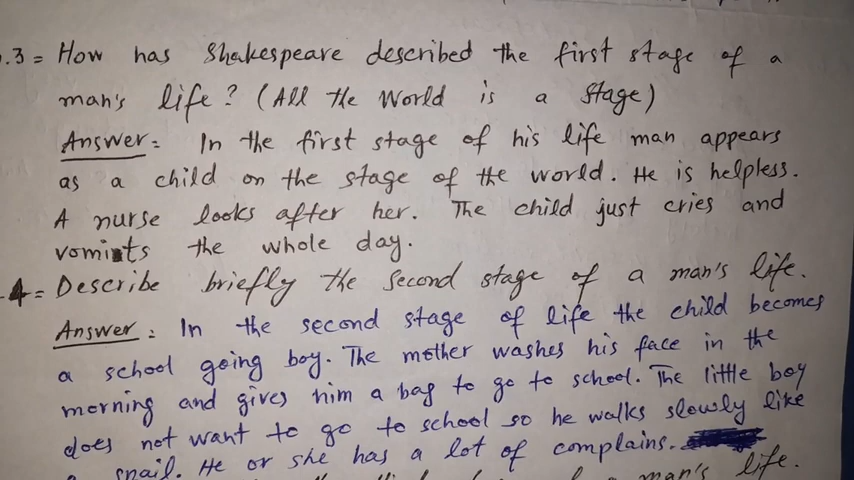 .3 = How has Shakespeare described the first stage of a
man's life? (All the World is a Stage)
Answer = In the first stage of his life man appears
as a child on the stage of the world. He is helpless.
A nurse looks after her. The child just cries and
vomits the whole day.
4 = Describe briefly the second stage of a man's life.
Answer : In the second stage of life the child becomes
a school going boy. The mother washes his face in the
morning and gives him a bag to go to school. The little boy
does not want to go to school so he walks slowly like
snail. He or she has a lot of complains.
man's life.